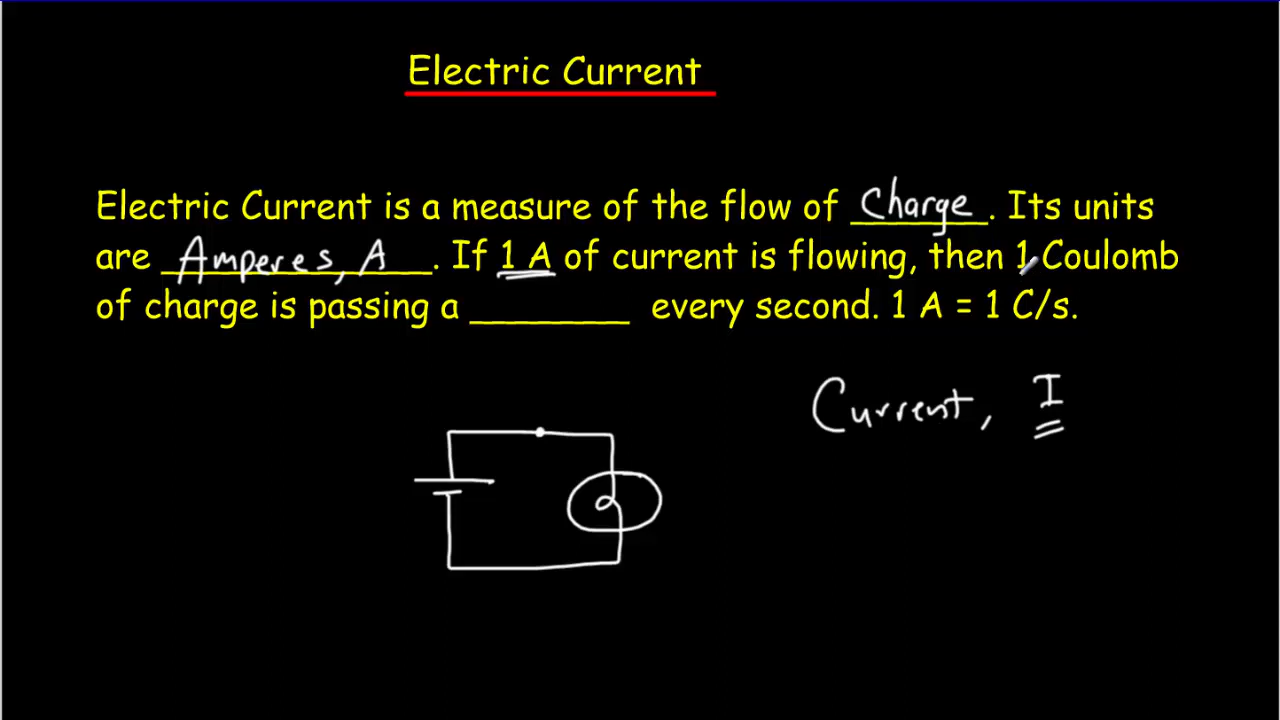 Electric Current
Electric Current is a measure of the flow of Charge. Its units
are Amperes, A. If 1 A of current is flowing, then 1 Coulomb
of charge is passing a ________ every second. 1 A = 1 C/s.
Current, I